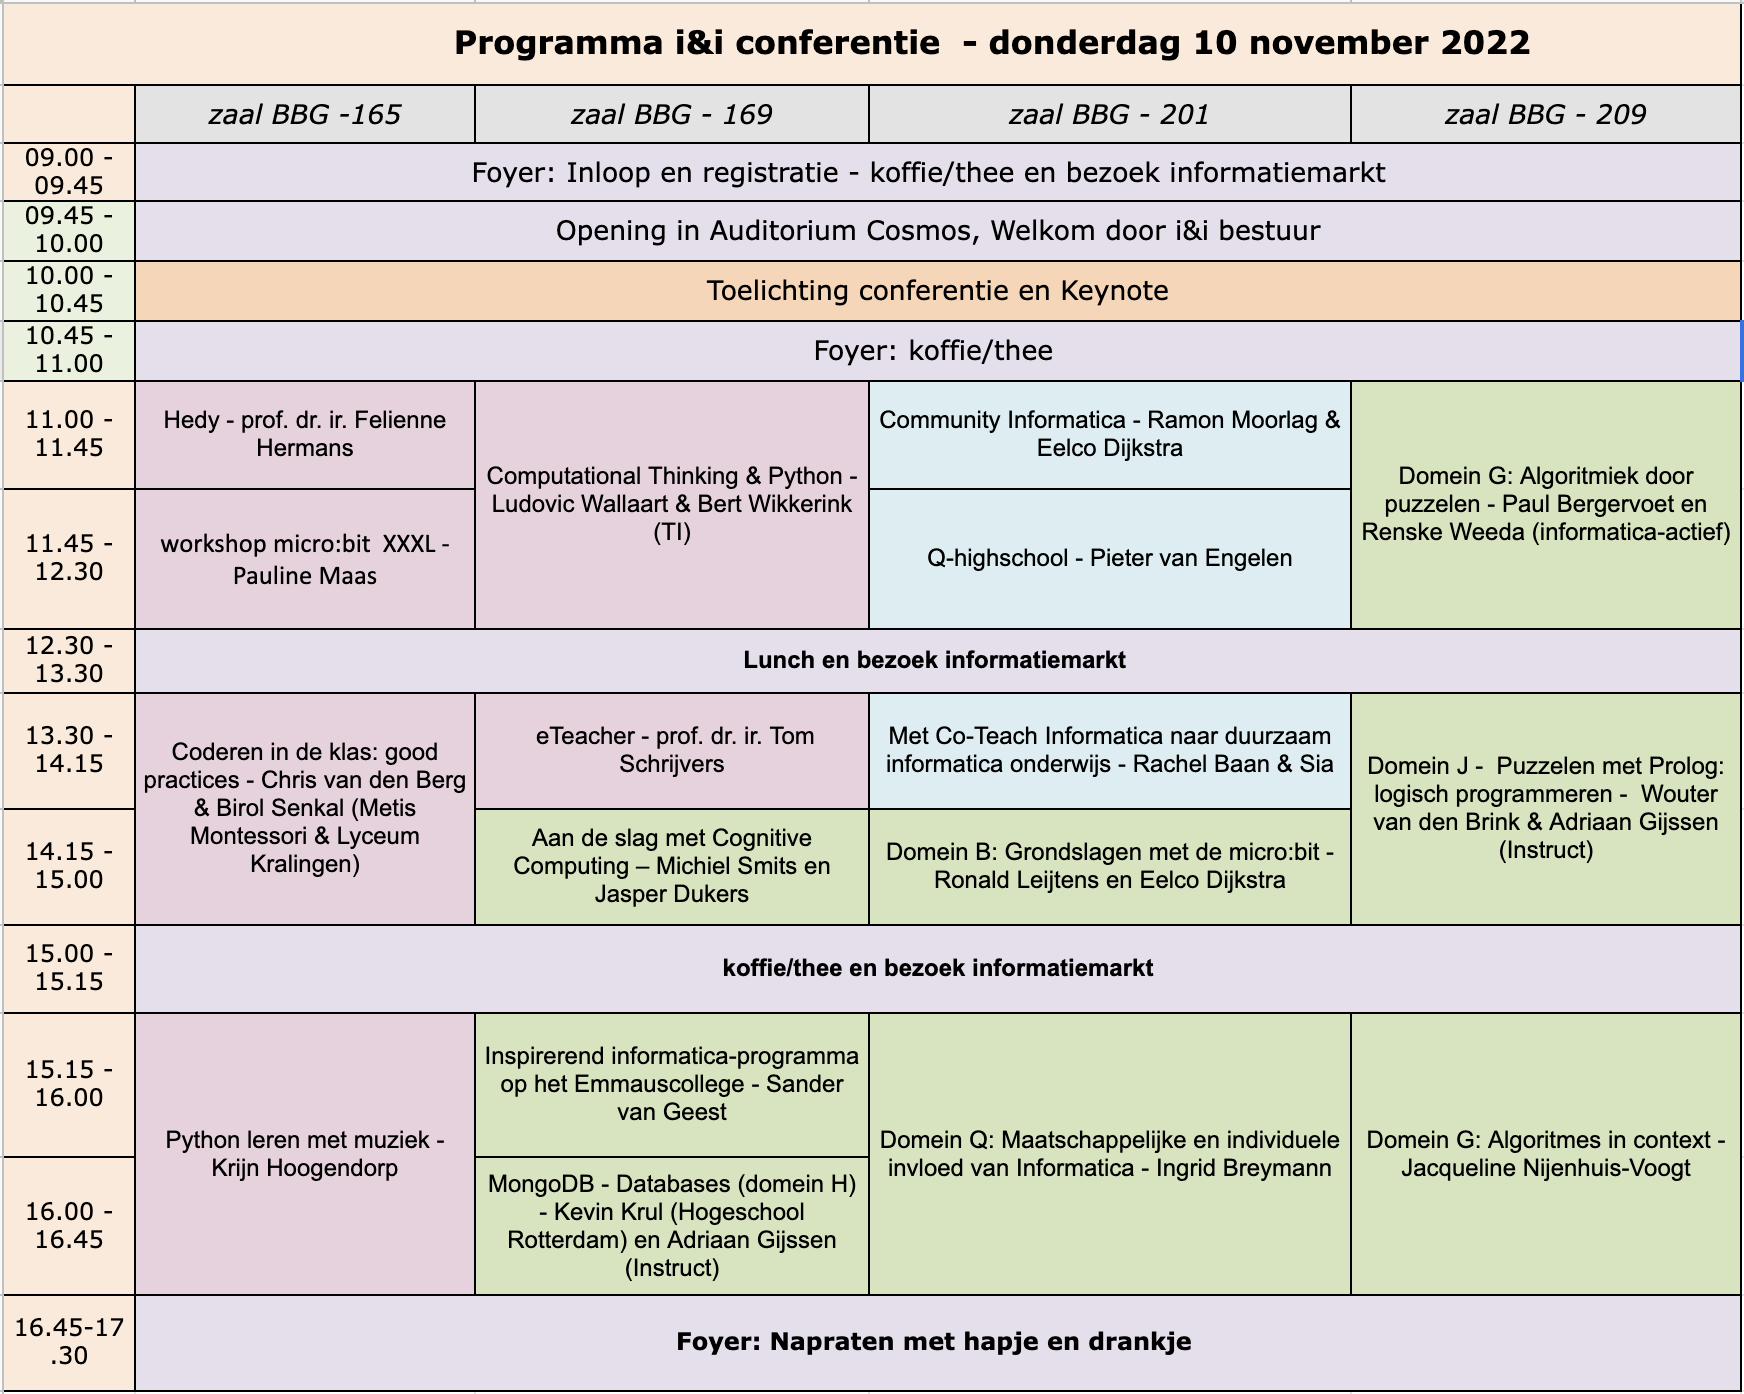 Programma i&i conferentie - donderdag 10 november 2022
zaal BBG -165
zaal BBG - 169
zaal BBG - 201
zaal BBG - 209
09.00 -
09.45
Foyer: Inloop en registratie - koffie/thee en bezoek informatiemarkt
09.45 -
10.00
Opening in Auditorium Cosmos, Welkom door i&i bestuur
10.00 -
10.45
Toelichting conferentie en Keynote
10.45 -
11.00
Foyer: koffie/thee
11.00 -
11.45
Hedy - prof. dr. ir. Felienne
Hermans
Computational Thinking & Python -
Ludovic Wallaart & Bert Wikkerink
(TI)
Community Informatica - Ramon Moorlag &
Eelco Dijkstra
Domein G: Algoritmiek door
puzzelen - Paul Bergervoet en
Renske Weeda (informatica-actief)
11.45 -
12.30
workshop micro:bit XXXL -
Pauline Maas
Q-highschool - Pieter van Engelen
12.30 -
13.30
Lunch en bezoek informatiemarkt
13.30 -
14.15
Coderen in de klas: good
practices - Chris van den Berg
& Birol Senkal (Metis
Montessori & Lyceum
Kralingen)
eTeacher - prof. dr. ir. Tom
Schrijvers
Met Co-Teach Informatica naar duurzaam
informatica onderwijs - Rachel Baan & Sia
Domein J - Puzzelen met Prolog:
logisch programmeren - Wouter
van den Brink & Adriaan Gijssen
(Instruct)
14.15 -
15.00
Aan de slag met Cognitive
Computing – Michiel Smits en
Jasper Dukers
Domein B: Grondslagen met de micro:bit -
Ronald Leijtens en Eelco Dijkstra
15.00 -
15.15
koffie/thee en bezoek informatiemarkt
15.15 -
16.00
Python leren met muziek -
Krijn Hoogendorp
Inspirerend informatica-programma
op het Emmauscollege - Sander
van Geest
Domein Q: Maatschappelijke en individuele
invloed van Informatica - Ingrid Breymann
Domein G: Algoritmes in context -
Jacqueline Nijenhuis-Voogt
16.00 -
16.45
MongoDB - Databases (domein H)
- Kevin Krul (Hogeschool
Rotterdam) en Adriaan Gijssen
(Instruct)
16.45-17
.30
Foyer: Napraten met hapje en drankje